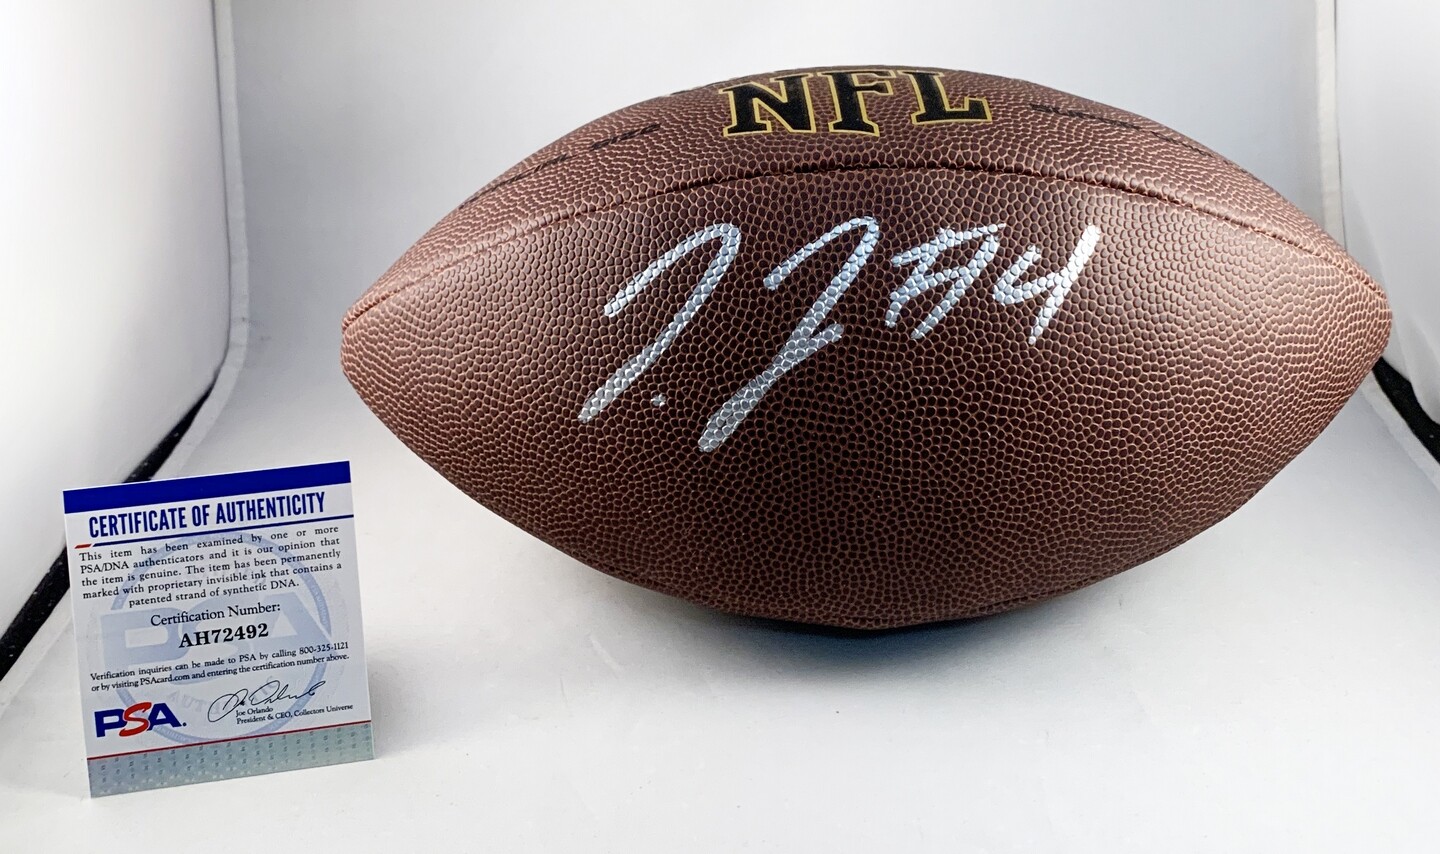 NFL
J. J #4
CERTIFICATE OF AUTHENTICITY
This item has been examined by one or more
PSA/DNA authenticators and it is our opinion that
the item is genuine. The item has been permanently
marked with proprietary invisible ink that contains a
patented strand of synthetic DNA.
Certification Number:
AH72492
Verification inquiries can be made to PSA by calling 800-325-1121
or by visiting PSAcard.com and entering the certification number above.
PSA.
Joe Orlando
President & CEO, Collectors Universe